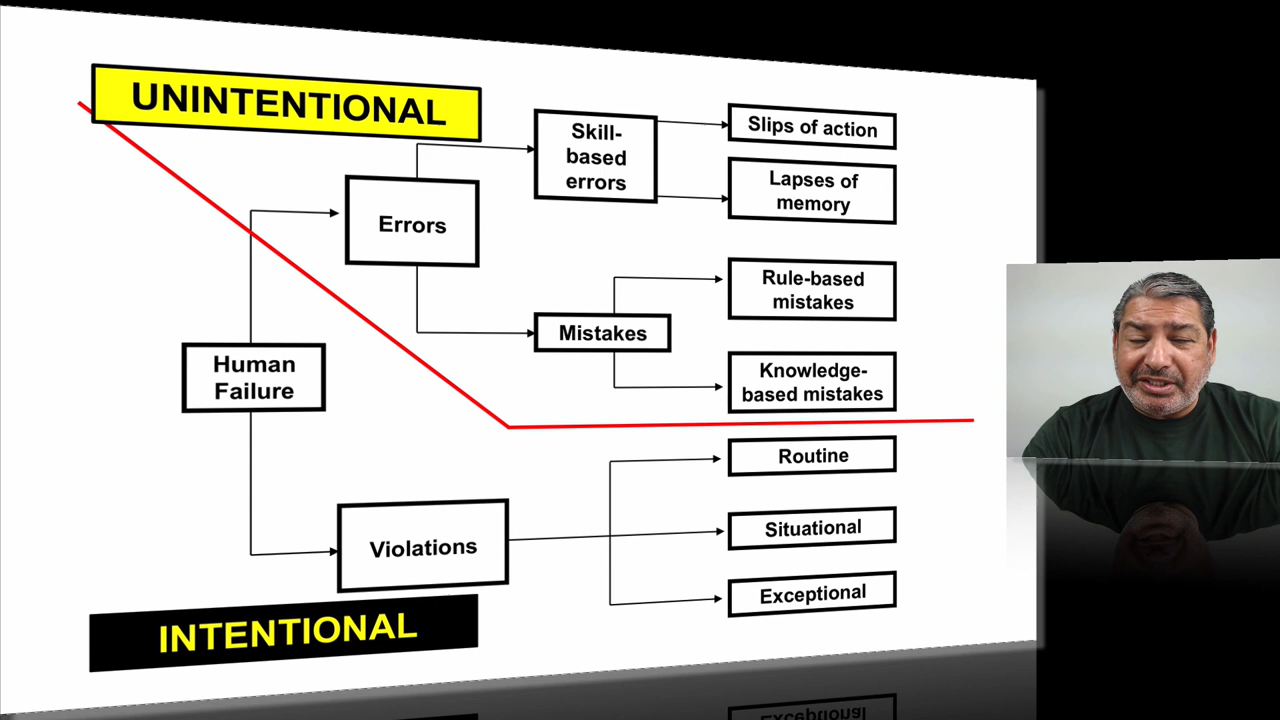 UNINTENTIONAL
Skill-
based
errors
Slips of action
Lapses of
memory
Errors
Rule-based
mistakes
Mistakes
Human
Failure
Knowledge-
based mistakes
Routine
Violations
Situational
Exceptional
INTENTIONAL
Exceptional